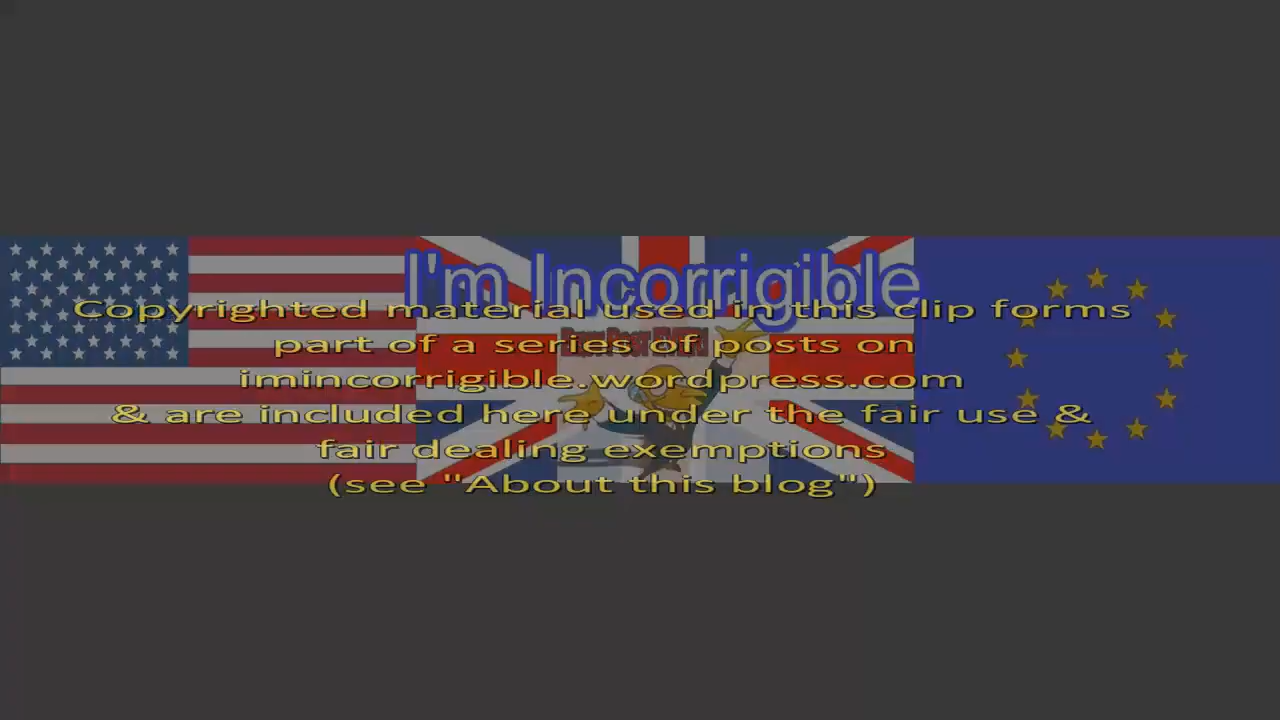 I'm Incorrigible
Copyrighted material used in this clip forms
part of a series of posts on
imincorrigible.wordpress.com
& are included here under the fair use &
fair dealing exemptions
(see "About this blog")